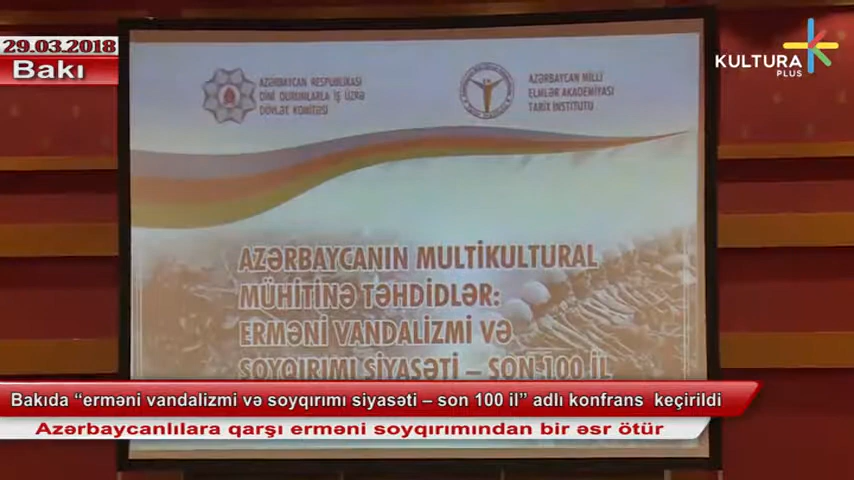 29.03.2018
Bakı
KULTURA
PLUS
AZƏRBAYCAN RESPUBLİKASI
DİNİ QURUMLARLA İŞ ÜZRƏ
DÖVLƏT KOMİTƏSİ
AZƏRBAYCAN MİLLİ
ELMLƏR AKADEMİYASI
TARİX İNSTITUTU
AZƏRBAYCANIN MULTİKULTURAL
MÜHİTİNƏ TƏHDİDLƏR:
ERMƏNİ VANDALİZMİ VƏ
SOYQIRIMI SİYASƏTİ – SON 100 İL
Bakıda “erməni vandalizmi və soyqırımı siyasəti – son 100 il” adlı konfrans keçirildi
Azərbaycanlılara qarşı erməni soyqırımından bir əsr ötür